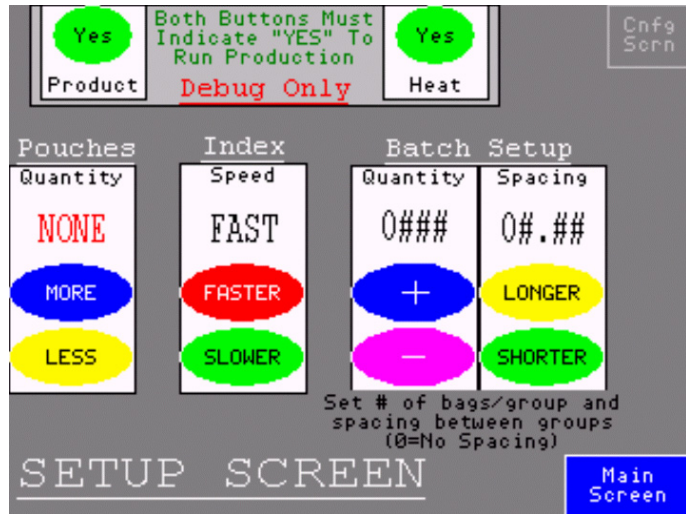 Yes
Product
Both Buttons Must
Indicate "YES" To
Run Production
Debug Only
Yes
Heat
Cnfg
Scrn
Pouches
Quantity
NONE
MORE
LESS
Index
Speed
FAST
FASTER
SLOWER
Batch Setup
Quantity
0###
+
—
Spacing
0#.##
LONGER
SHORTER
Set # of bags/group and
spacing between groups
(0=No Spacing)
SETUP SCREEN
Main
Screen